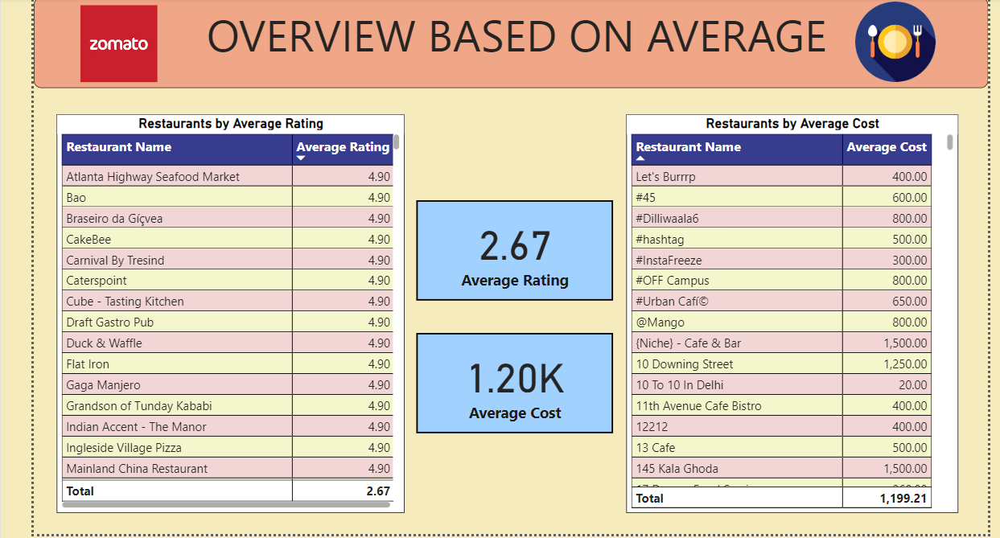 zomato
OVERVIEW BASED ON AVERAGE
Restaurants by Average Rating
Restaurant Name Average Rating
Atlanta Highway Seafood Market 4.90
Bao 4.90
Braseiro da Gíçvea 4.90
CakeBee 4.90
Carnival By Tresind 4.90
Caterspoint 4.90
Cube - Tasting Kitchen 4.90
Draft Gastro Pub 4.90
Duck & Waffle 4.90
Flat Iron 4.90
Gaga Manjero 4.90
Grandson of Tunday Kababi 4.90
Indian Accent - The Manor 4.90
Ingleside Village Pizza 4.90
Mainland China Restaurant 4.90
Total 2.67
2.67
Average Rating
1.20K
Average Cost
Restaurants by Average Cost
Restaurant Name Average Cost
Let's Burrrp 400.00
#45 600.00
#Dilliwaala6 800.00
#hashtag 500.00
#InstaFreeze 300.00
#OFF Campus 800.00
#Urban Cafí© 650.00
@Mango 800.00
{Niche} - Cafe & Bar 1,500.00
10 Downing Street 1,250.00
10 To 10 In Delhi 20.00
11th Avenue Cafe Bistro 400.00
12212 400.00
13 Cafe 500.00
145 Kala Ghoda 1,500.00
Total 1,199.21